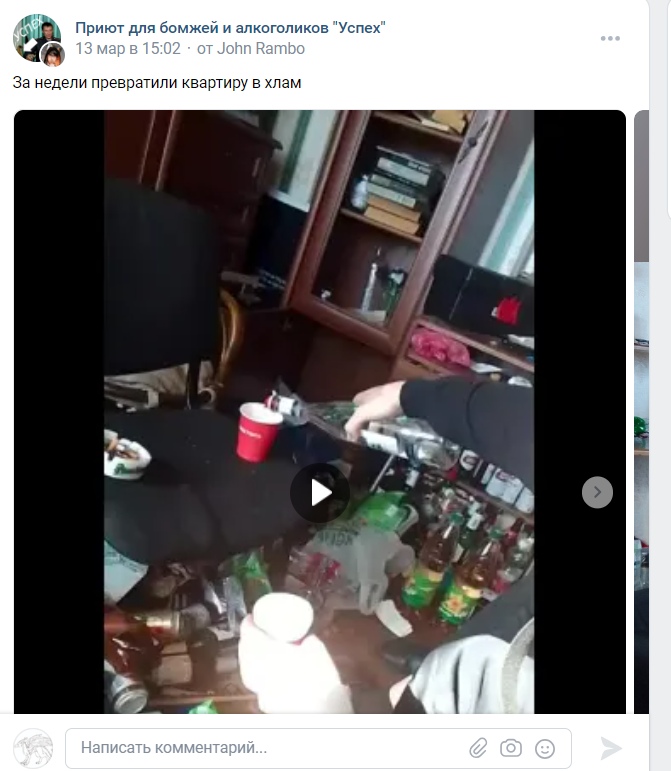 Приют для бомжей и алкоголиков "Успех"
13 мар в 15:02 · от John Rambo
За недели превратили квартиру в хлам
Написать комментарий...